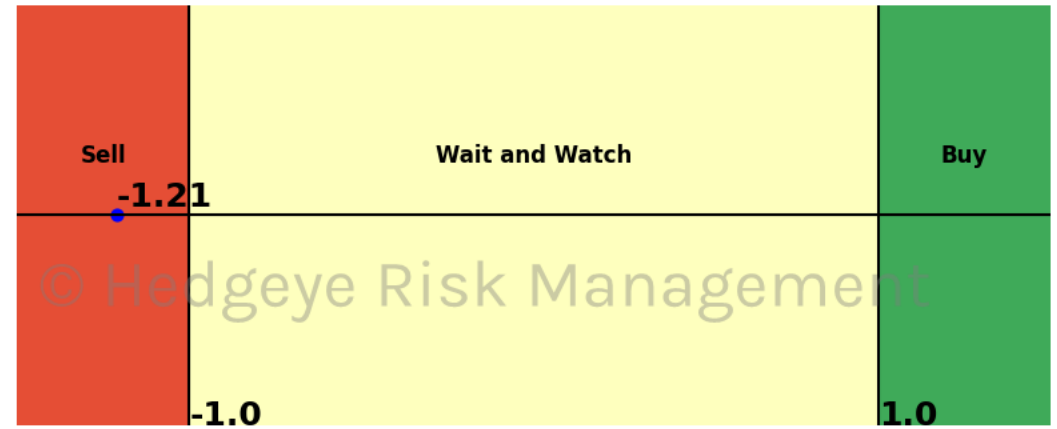 Sell
Wait and Watch
Buy
-1.21
© Hedgeye Risk Management
-1.0
1.0